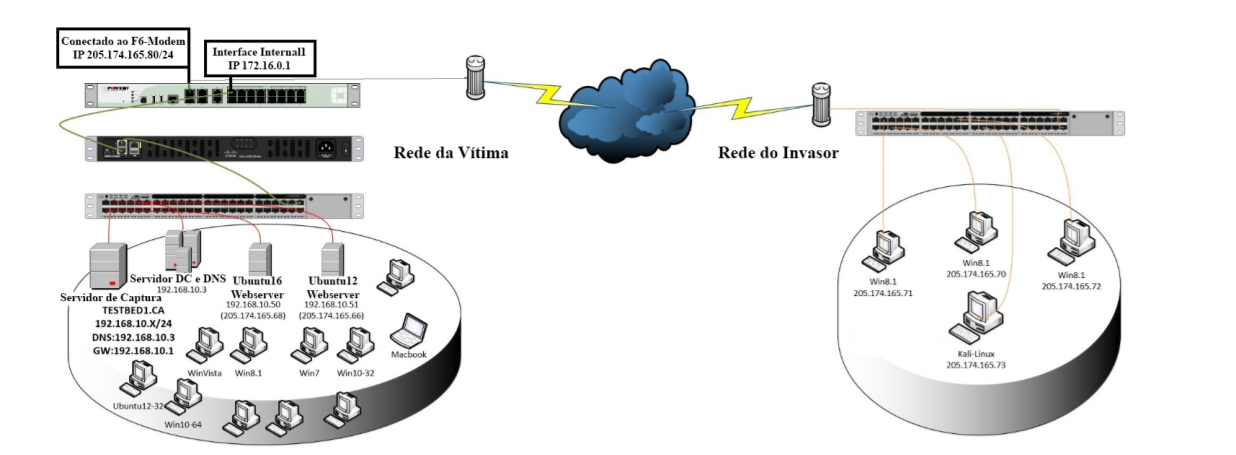 Conectado ao F6-Modem
IP 205.174.165.80/24
Interface Internal1
IP 172.16.0.1
Rede da Vítima
Rede do Invasor
Servidor de Captura
TESTBED1.CA
192.168.10.X/24
DNS:192.168.10.3
GW:192.168.10.1
Servidor DC e DNS
192.168.10.3
Ubuntu16
Webserver
192.168.10.50
(205.174.165.68)
Ubuntu12
Webserver
192.168.10.51
(205.174.165.66)
Macbook
WinVista
Win8.1
Win7
Win10-32
Ubuntu12-32
Win10-64
Win8.1
205.174.165.71
Win8.1
205.174.165.70
Win8.1
205.174.165.72
Kali-Linux
205.174.165.73